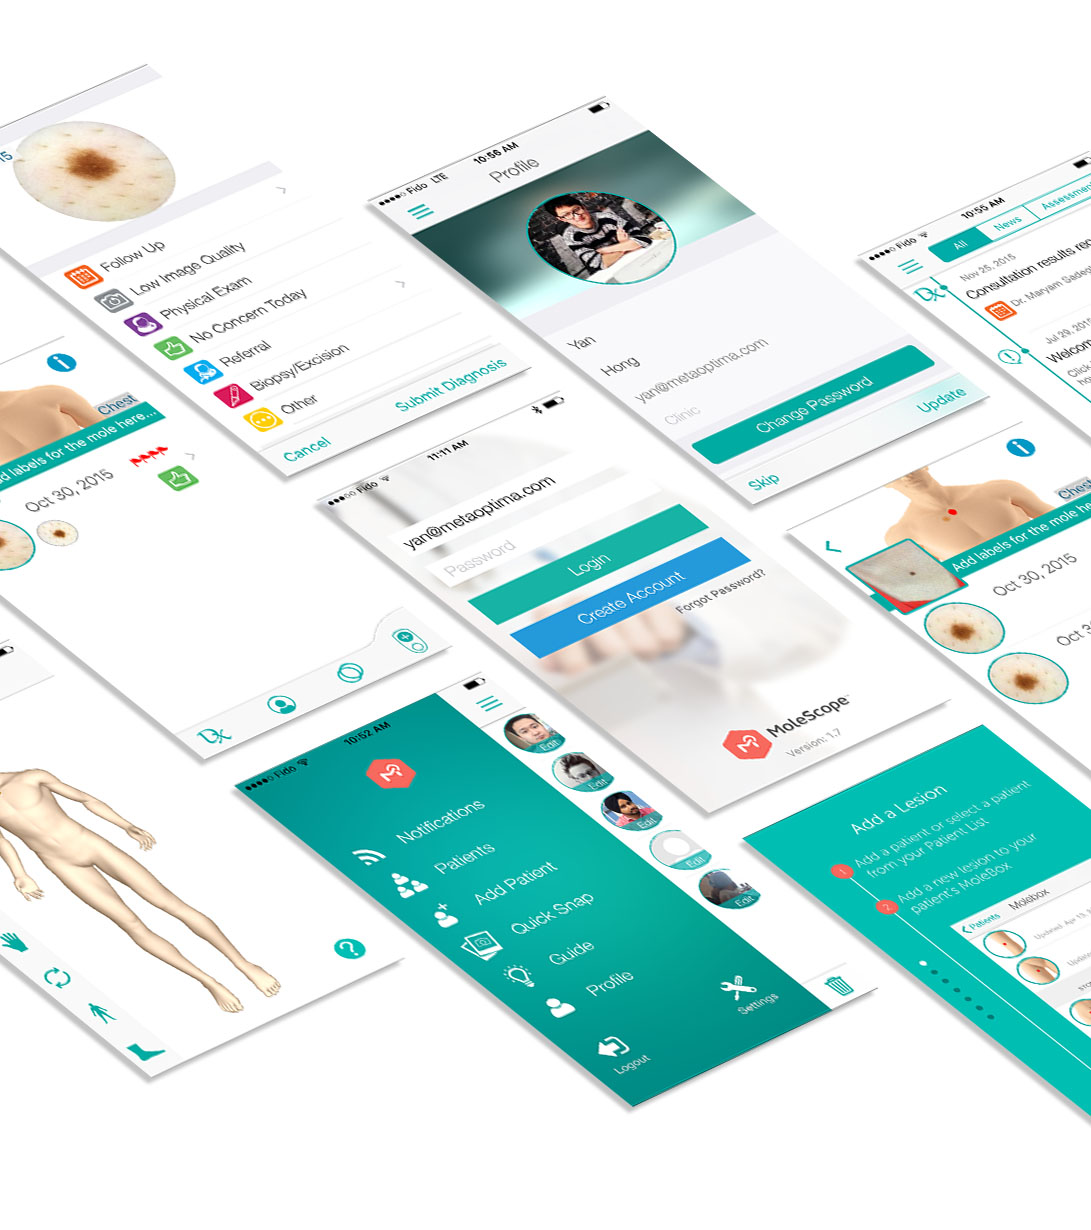 15
Follow Up
Low Image Quality
Physical Exam
No Concern Today
Referral
Biopsy/Excision
Other
Cancel
Submit Diagnosis
Fido LTE
10:56 AM
Profile
Yan
Hong
yan@metaoptima.com
Clinic
Change Password
Skip
Update
Fido
10:55 AM
All
News
Assessment
Nov 25, 2015
Consultation results rec
Dr. Maryam Sades
Jul 29, 201
Welcom
Click
ho
Chest
dd labels for the mole here...
Oct 30, 2015
Dx
Fido
11:11 AM
yan@metaoptima.com
Password
Login
Create Account
Forgot Password?
MoleScope™
Version: 1.7
Chest
Add labels for the mole here
Oct 30, 2015
Oct 3
Fido
10:52 AM
Notifications
Patients
Add Patient
Quick Snap
Guide
Profile
Settings
Logout
Edit
Edit
Edit
Edit
Edit
Add a Lesion
1
Add a patient or select a patient
from your Patient List
2
Add a new lesion to your
patient's MoleBox
Patients
Molebox